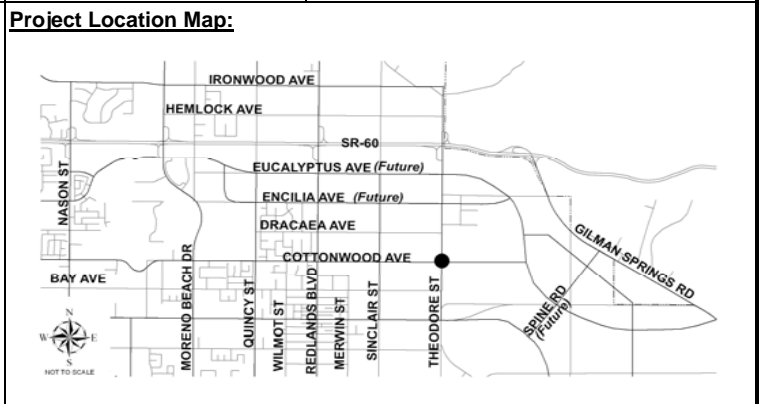 Project Location Map:
IRONWOOD AVE
HEMLOCK AVE
SR-60
EUCALYPTUS AVE (Future)
ENCILIA AVE (Future)
DRACAEA AVE
COTTONWOOD AVE
BAY AVE
NASON ST
MORENO BEACH DR
QUINCY ST
WILMOT ST
REDLANDS BLVD
MERWIN ST
SINCLAIR ST
THEODORE ST
SPINE RD
(Future)
GILMAN SPRINGS RD
N
W
E
S
NOT TO SCALE